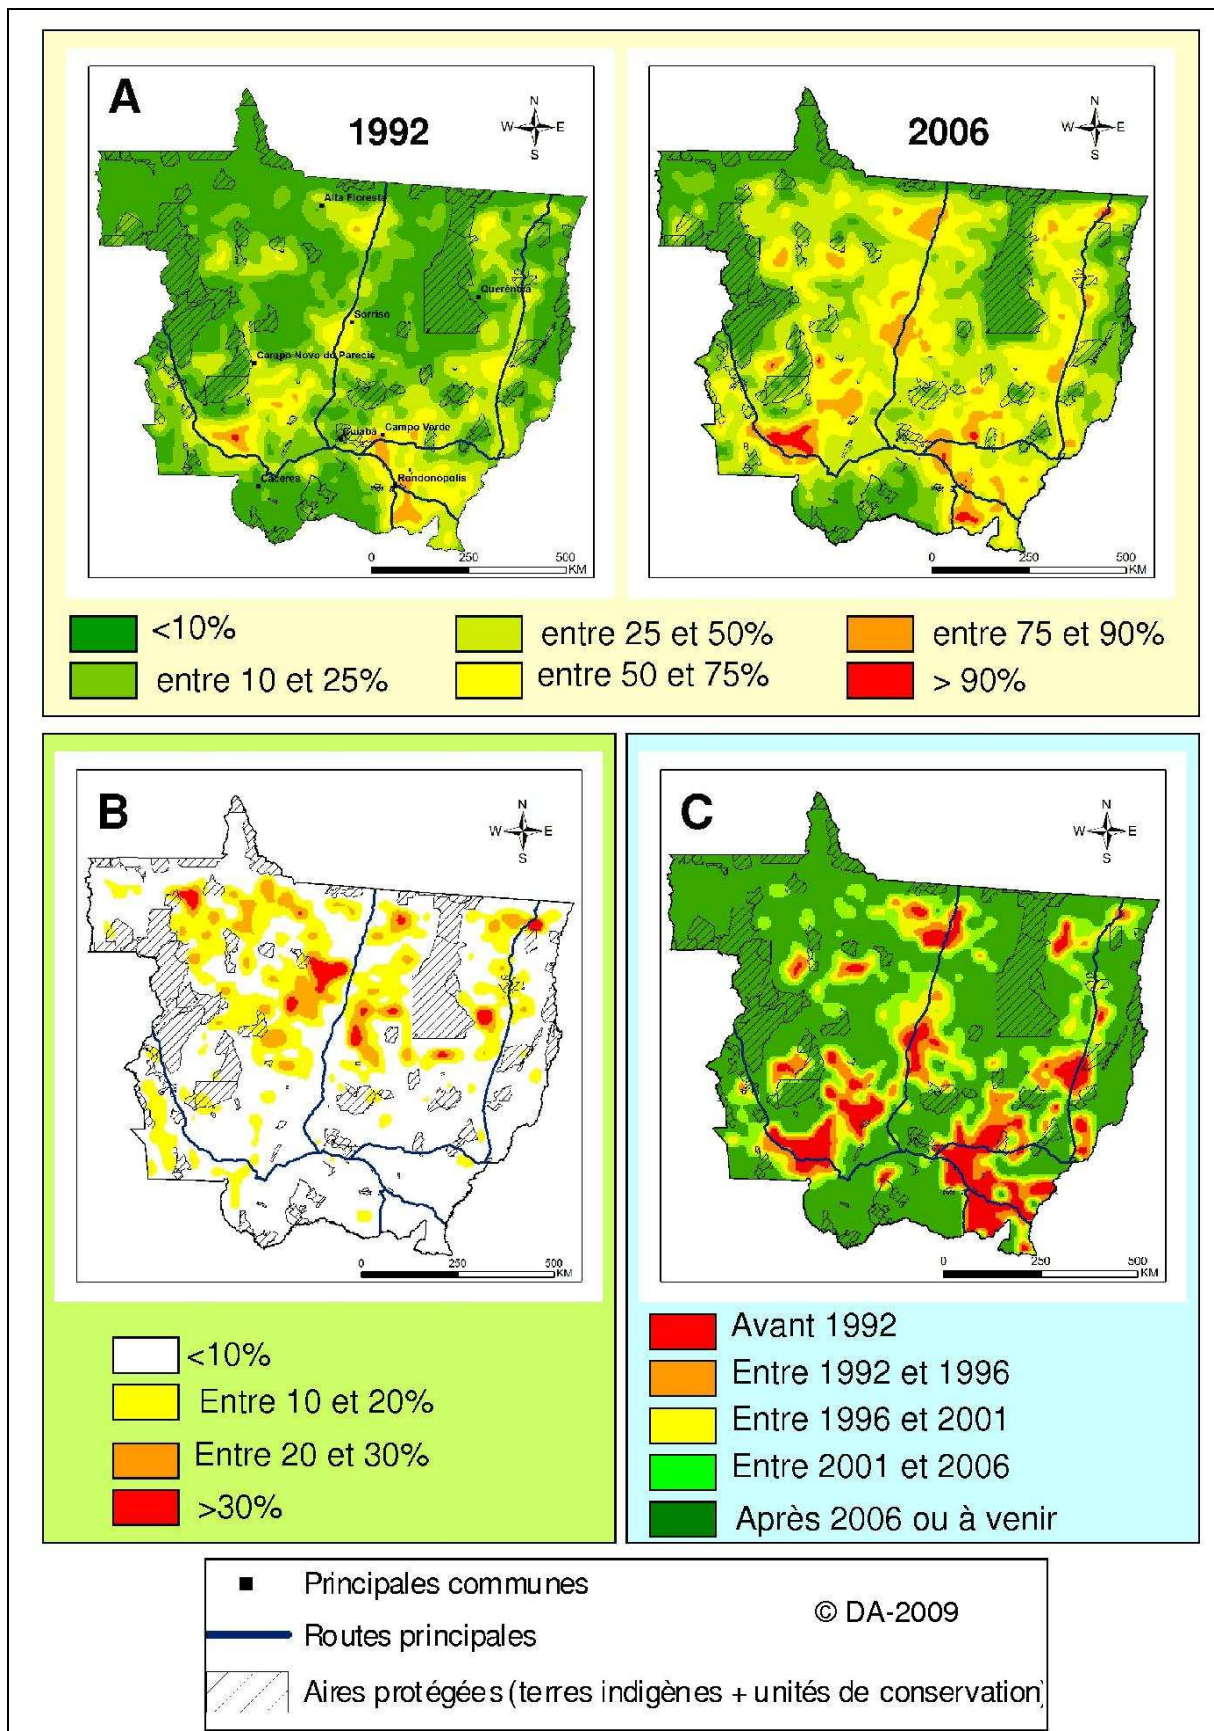 A
1992
N
W E
S
Alta Floresta
Querência
Sorriso
Campo Novo do Parecis
Cuiabá
Campo Verde
Cáceres
Rondonopolis
0 250 500
KM
2006
N
W E
S
0 250 500
KM
<10%
entre 25 et 50%
entre 75 et 90%
entre 10 et 25%
entre 50 et 75%
> 90%
B
N
W E
S
0 250 500
KM
<10%
Entre 10 et 20%
Entre 20 et 30%
>30%
C
N
W E
S
0 250 500
KM
Avant 1992
Entre 1992 et 1996
Entre 1996 et 2001
Entre 2001 et 2006
Après 2006 ou à venir
Principales communes
Routes principales
© DA-2009
Aires protégées (terres indigènes + unités de conservation)